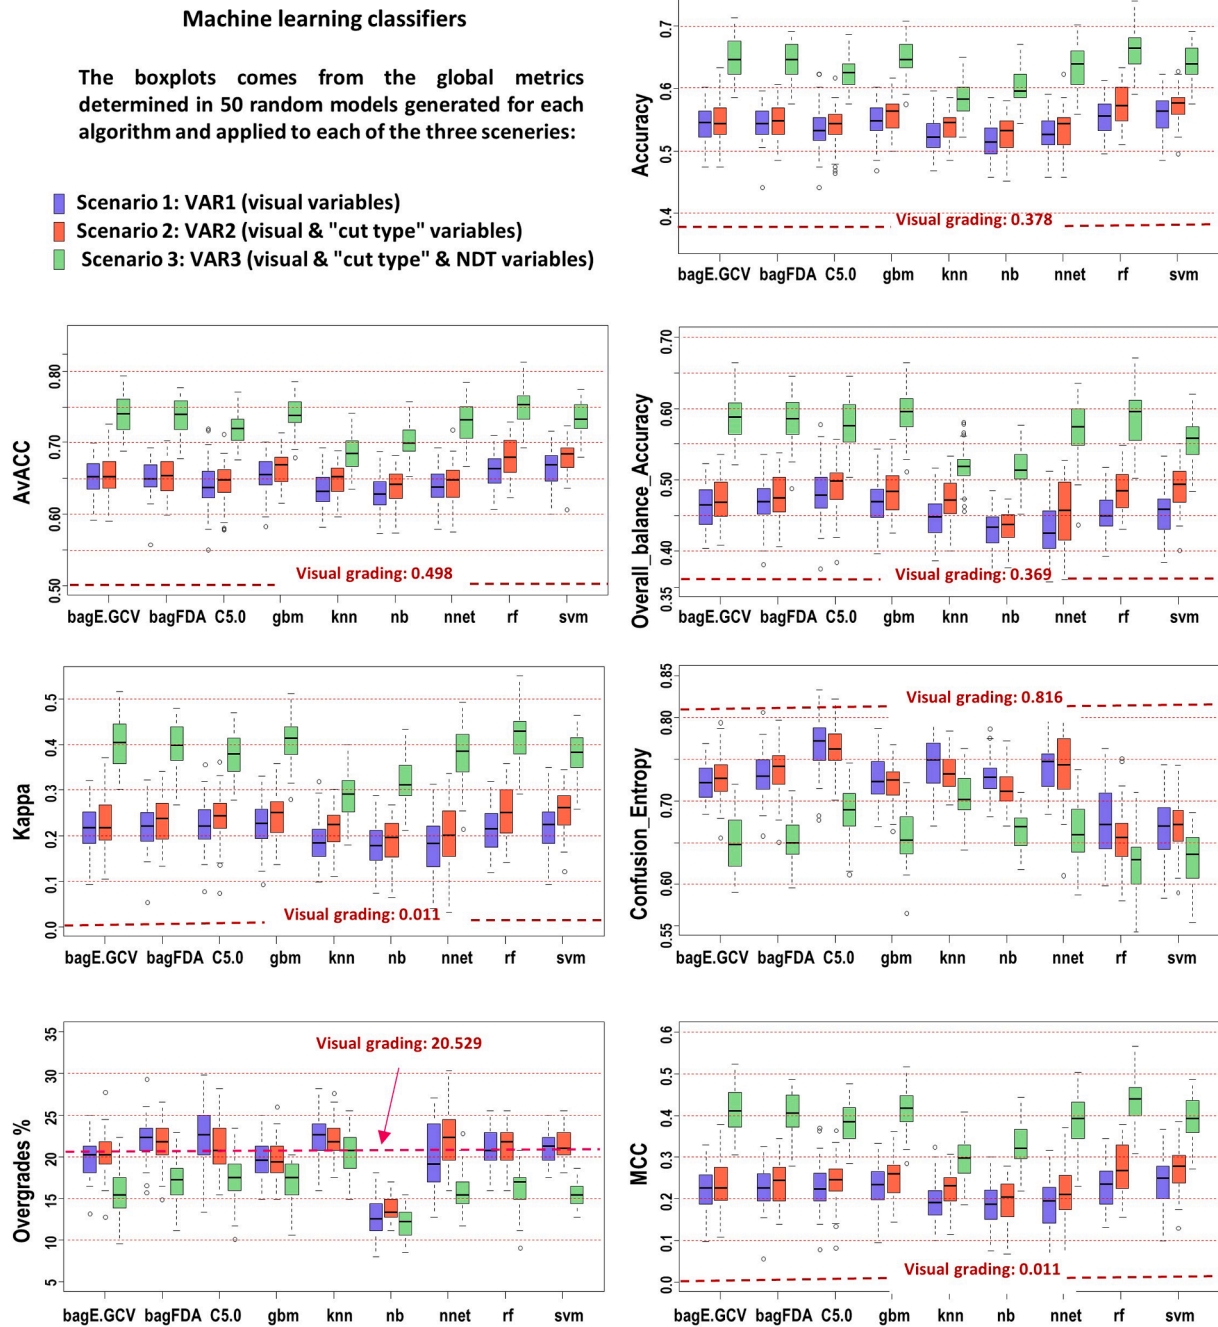 Machine learning classifiers
The boxplots comes from the global metrics
determined in 50 random models generated for each
algorithm and applied to each of the three sceneries:
Scenario 1: VAR1 (visual variables)
Scenario 2: VAR2 (visual & "cut type" variables)
Scenario 3: VAR3 (visual & "cut type" & NDT variables)
Accuracy
0.7
0.6
0.5
0.4
Visual grading: 0.378
bagE.GCV bagFDA C5.0 gbm knn nb nnet rf svm
AvACC
0.80
0.70
0.60
0.50
Visual grading: 0.498
bagE.GCV bagFDA C5.0 gbm knn nb nnet rf svm
Overall_balance_Accuracy
0.70
0.60
0.50
0.40
0.35
Visual grading: 0.369
bagE.GCV bagFDA C5.0 gbm knn nb nnet rf svm
Kappa
0.5
0.4
0.3
0.2
0.1
0.0
Visual grading: 0.011
bagE.GCV bagFDA C5.0 gbm knn nb nnet rf svm
Confusion_Entropy
0.85
0.80
0.70
0.60
0.55
Visual grading: 0.816
bagE.GCV bagFDA C5.0 gbm knn nb nnet rf svm
Overgrades %
35
30
25
20
15
10
5
Visual grading: 20.529
bagE.GCV bagFDA C5.0 gbm knn nb nnet rf svm
MCC
0.6
0.5
0.4
0.3
0.2
0.1
0.0
Visual grading: 0.011
bagE.GCV bagFDA C5.0 gbm knn nb nnet rf svm